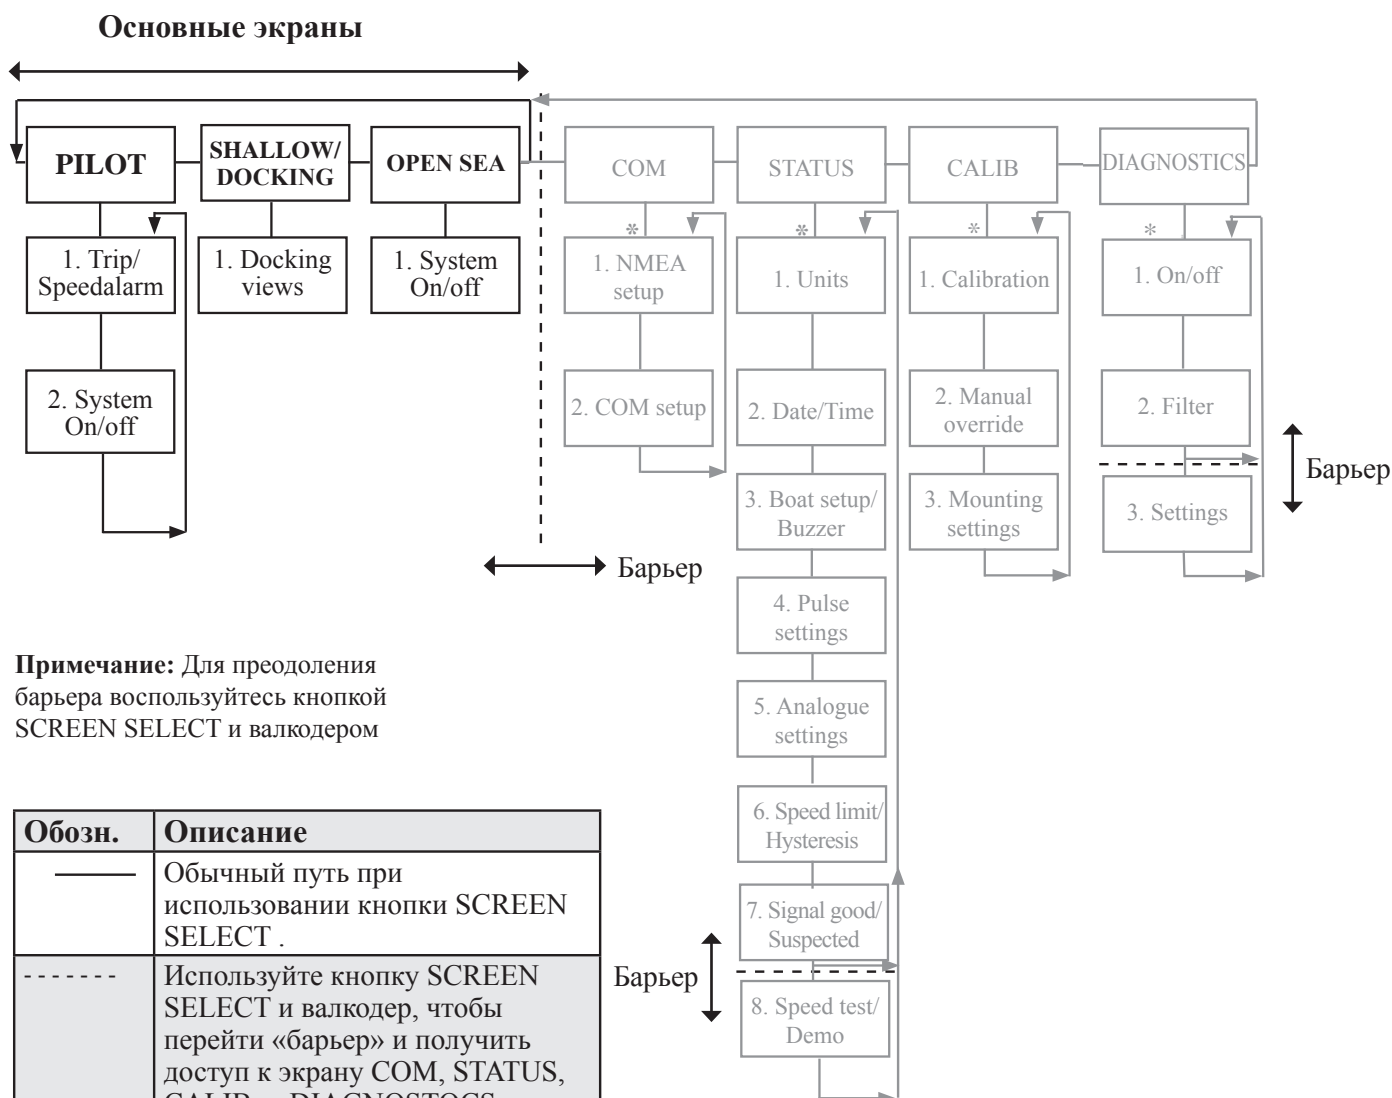 Основные экраны
PILOT
SHALLOW/
DOCKING
OPEN SEA
COM
STATUS
CALIB
DIAGNOSTICS
*
*
*
*
1. Trip/
Speedalarm
1. Docking
views
1. System
On/off
1. NMEA
setup
1. Units
1. Calibration
1. On/off
2. System
On/off
2. COM setup
2. Date/Time
2. Manual
override
2. Filter
Барьер
3. Boat setup/
Buzzer
3. Mounting
settings
3. Settings
Барьер
4. Pulse
settings
Примечание: Для преодоления
барьера воспользуйтесь кнопкой
SCREEN SELECT и валкодером
5. Analogue
settings
6. Speed limit/
Hysteresis
7. Signal good/
Suspected
Барьер
8. Speed test/
Demo
Обозн. Описание
Обычный путь при
использовании кнопки SCREEN
SELECT .
- - - - - - - Используйте кнопку SCREEN
SELECT и валкодер, чтобы
перейти «барьер» и получить
доступ к экрану COM, STATUS,